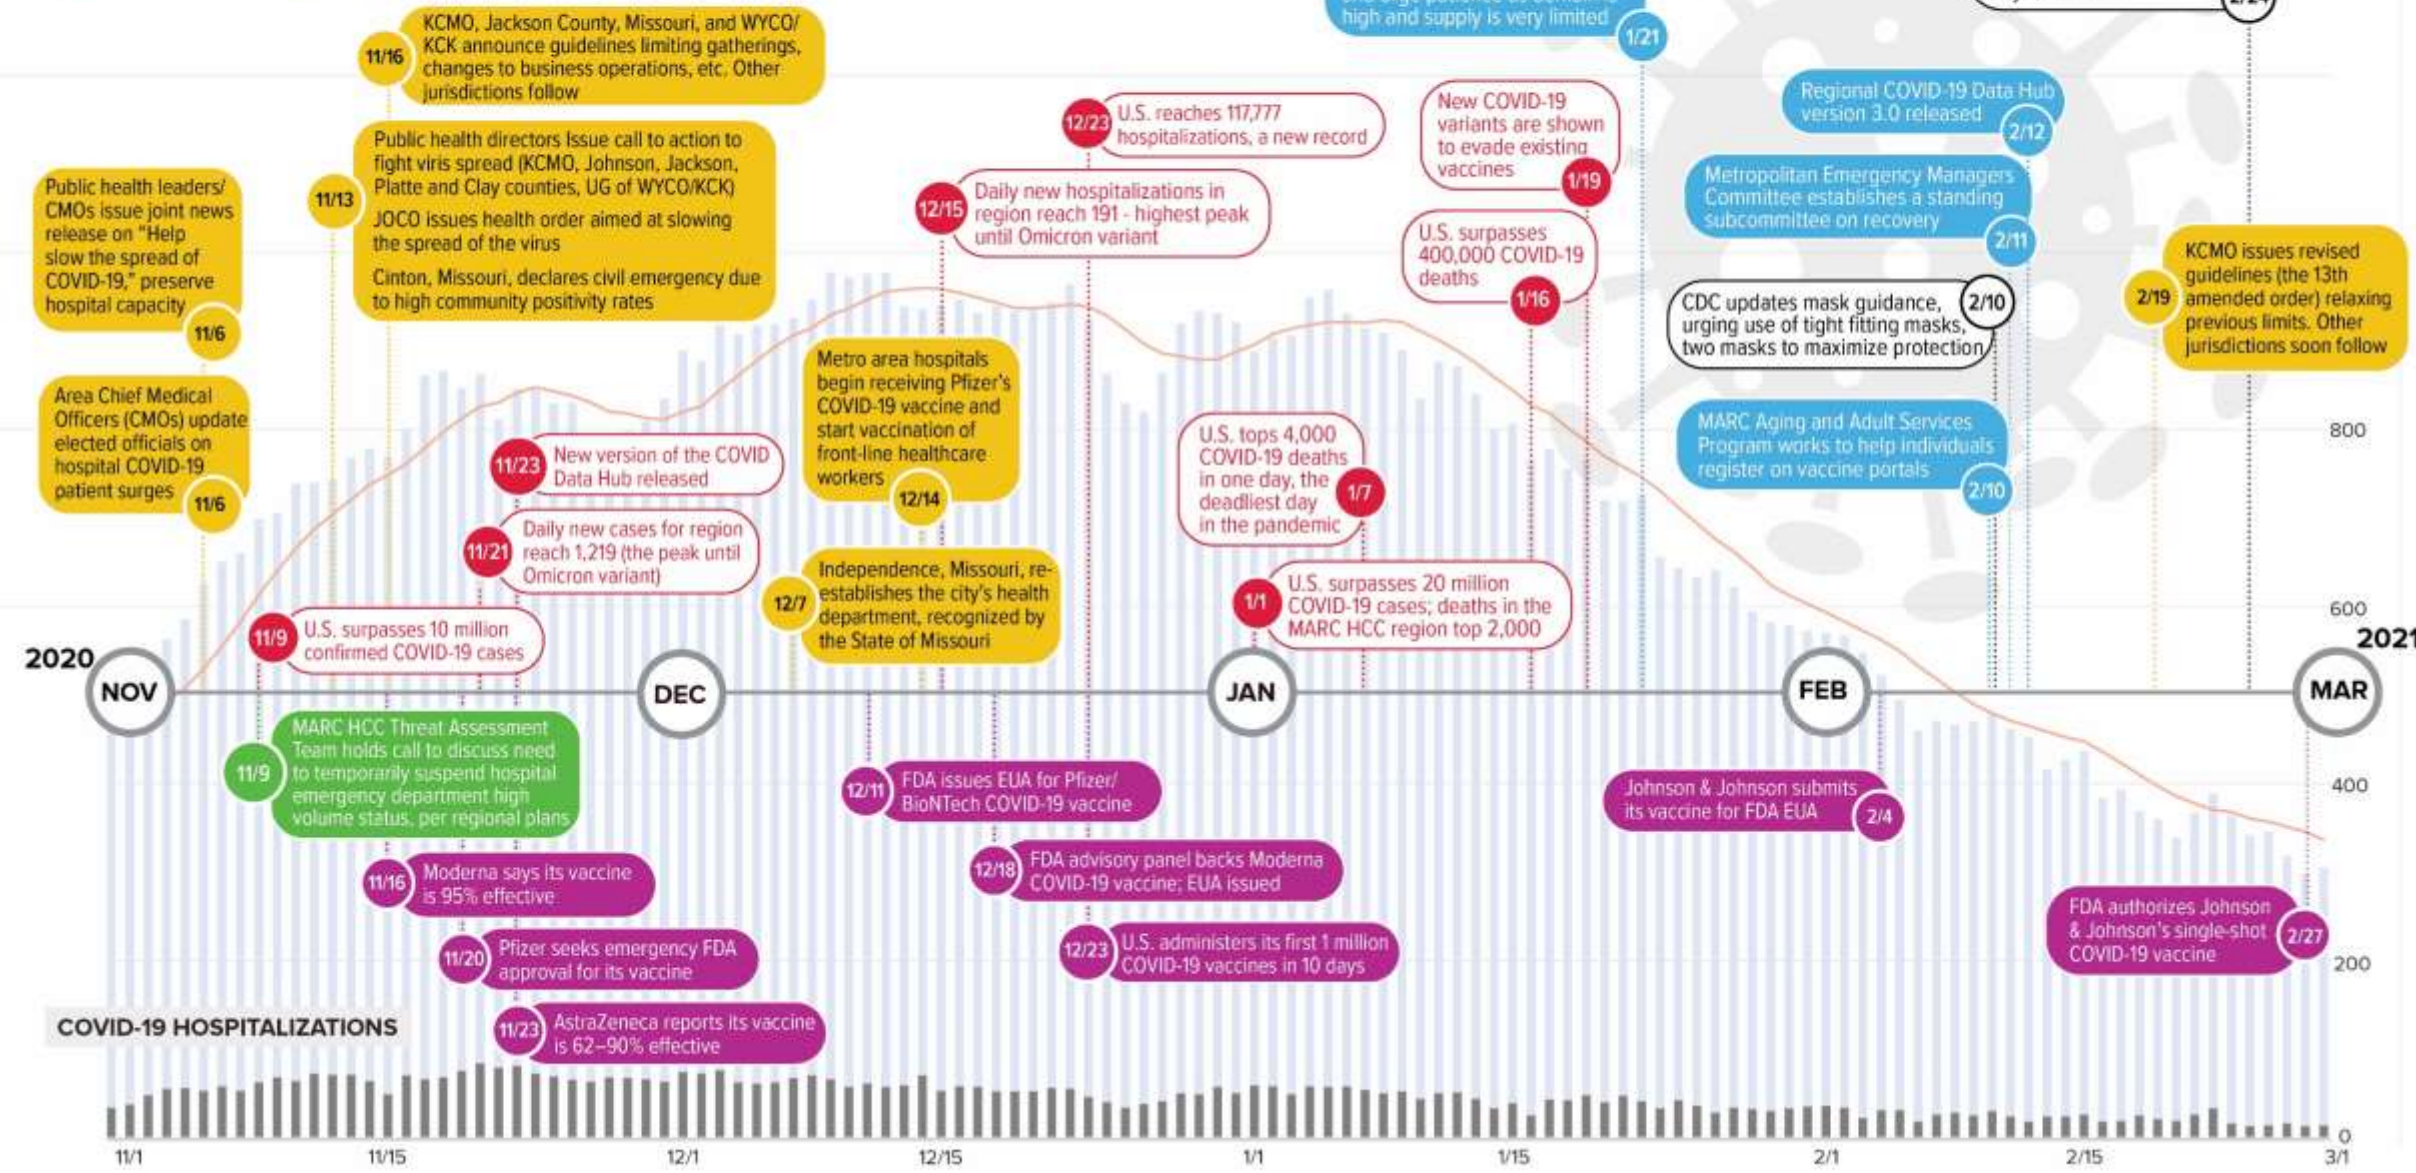 high and supply is very limited
1/21
KCMO, Jackson County, Missouri, and WYCO/
KCK announce guidelines limiting gatherings,
changes to business operations, etc. Other
jurisdictions follow
11/16
Public health directors Issue call to action to
fight viris spread (KCMO, Johnson, Jackson,
Platte and Clay counties, UG of WYCO/KCK)
JOCO issues health order aimed at slowing
the spread of the virus
Cinton, Missouri, declares civil emergency due
to high community positivity rates
11/13
Public health leaders/
CMOs issue joint news
release on "Help
slow the spread of
COVID-19," preserve
hospital capacity
11/6
Area Chief Medical
Officers (CMOs) update
elected officials on
hospital COVID-19
patient surges
11/6
12/23
U.S. reaches 117,777
hospitalizations, a new record
12/15
Daily new hospitalizations in
region reach 191 - highest peak
until Omicron variant
New COVID-19
variants are shown
to evade existing
vaccines
1/19
U.S. surpasses
400,000 COVID-19
deaths
1/16
Regional COVID-19 Data Hub
version 3.0 released
2/12
Metropolitan Emergency Managers
Committee establishes a standing
subcommittee on recovery
2/11
CDC updates mask guidance,
urging use of tight fitting masks,
two masks to maximize protection
2/10
MARC Aging and Adult Services
Program works to help individuals
register on vaccine portals
2/10
2/19
KCMO issues revised
guidelines (the 13th
amended order) relaxing
previous limits. Other
jurisdictions soon follow
Metro area hospitals
begin receiving Pfizer's
COVID-19 vaccine and
start vaccination of
front-line healthcare
workers
12/14
11/23
New version of the COVID
Data Hub released
11/21
Daily new cases for region
reach 1,219 (the peak until
Omicron variant)
12/7
Independence, Missouri, re-
establishes the city's health
department, recognized by
the State of Missouri
11/9
U.S. surpasses 10 million
confirmed COVID-19 cases
U.S. tops 4,000
COVID-19 deaths
in one day, the
deadliest day
in the pandemic
1/7
1/1
U.S. surpasses 20 million
COVID-19 cases; deaths in the
MARC HCC region top 2,000
800
600
2020
2021
NOV
DEC
JAN
FEB
MAR
11/9
MARC HCC Threat Assessment
Team holds call to discuss need
to temporarily suspend hospital
emergency department high
volume status, per regional plans
12/11
FDA issues EUA for Pfizer/
BioNTech COVID-19 vaccine
Johnson & Johnson submits
its vaccine for FDA EUA
2/4
400
11/16
Moderna says its vaccine
is 95% effective
12/18
FDA advisory panel backs Moderna
COVID-19 vaccine; EUA issued
11/20
Pfizer seeks emergency FDA
approval for its vaccine
12/23
U.S. administers its first 1 million
COVID-19 vaccines in 10 days
FDA authorizes Johnson
& Johnson's single-shot
COVID-19 vaccine
2/27
200
COVID-19 HOSPITALIZATIONS
11/23
AstraZeneca reports its vaccine
is 62–90% effective
0
11/1
11/15
12/1
12/15
1/1
1/15
2/1
2/15
3/1